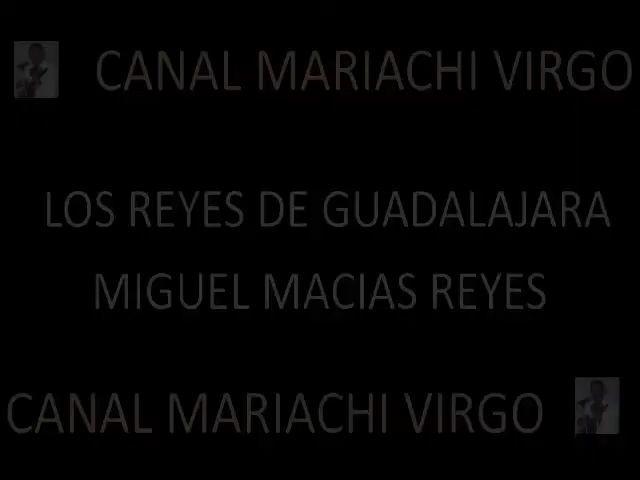 CANAL MARIACHI VIRGO
LOS REYES DE GUADALAJARA
MIGUEL MACIAS REYES
CANAL MARIACHI VIRGO